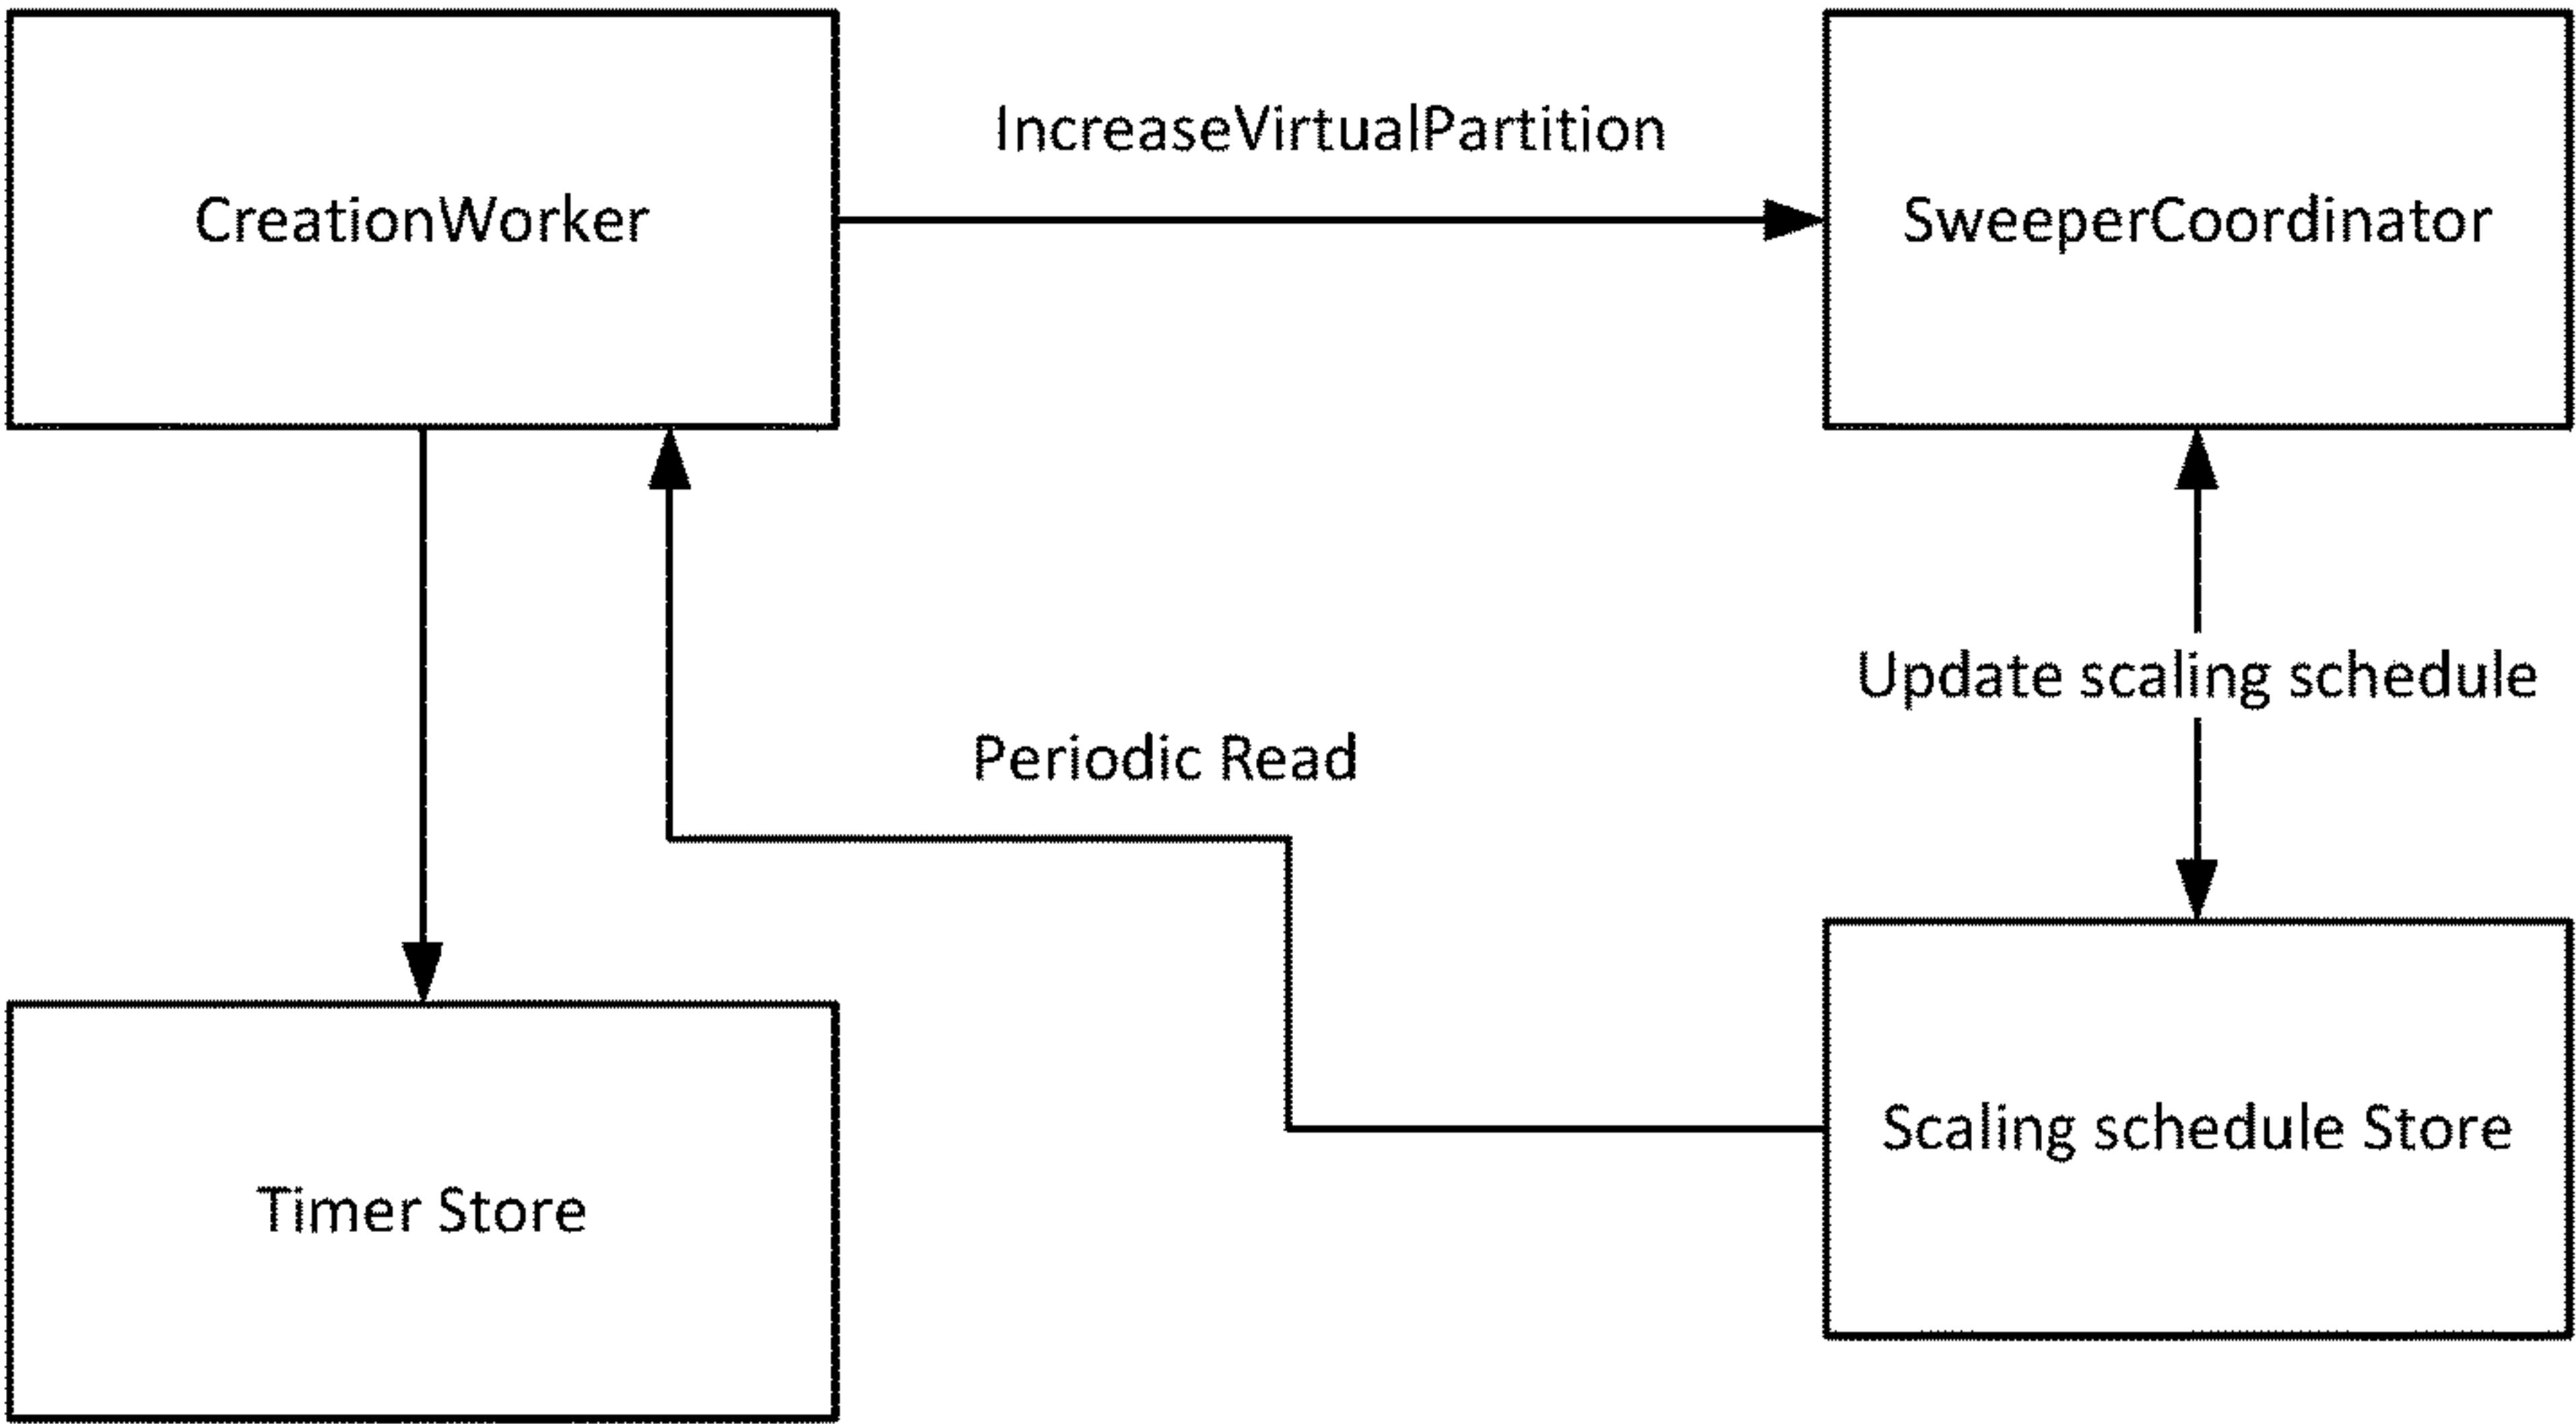 IncreaseVirtualPartition
CreationWorker
SweeperCoordinator
Update scaling schedule
Periodic Read
Scaling schedule Store
Timer Store